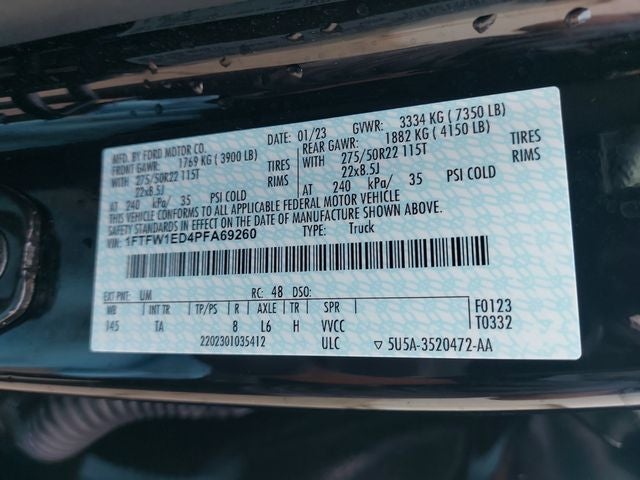 MFD. BY FORD MOTOR CO.
DATE: 01/23 GVWR: 3334 KG ( 7350 LB)
FRONT GAWR: 1769 KG ( 3900 LB) REAR GAWR: 1882 KG ( 4150 LB)
WITH 275/50R22 115T TIRES WITH 275/50R22 115T TIRES
22x8.5J RIMS 22x8.5J RIMS
AT 240 kPa/ 35 PSI COLD AT 240 kPa/ 35 PSI COLD
THIS VEHICLE CONFORMS TO ALL APPLICABLE FEDERAL MOTOR VEHICLE
SAFETY STANDARDS IN EFFECT ON THE DATE OF MANUFACTURE SHOWN ABOVE.
VIN: 1FTFW1ED4PFA69260 TYPE: Truck
EXT PNT: UM RC: 48 DSO:
WB INT TR TP/PS R AXLE TR SPR F0123
145 TA 8 L6 H VVCC T0332
2202301035412 ULC ▽ 5U5A-3520472-AA